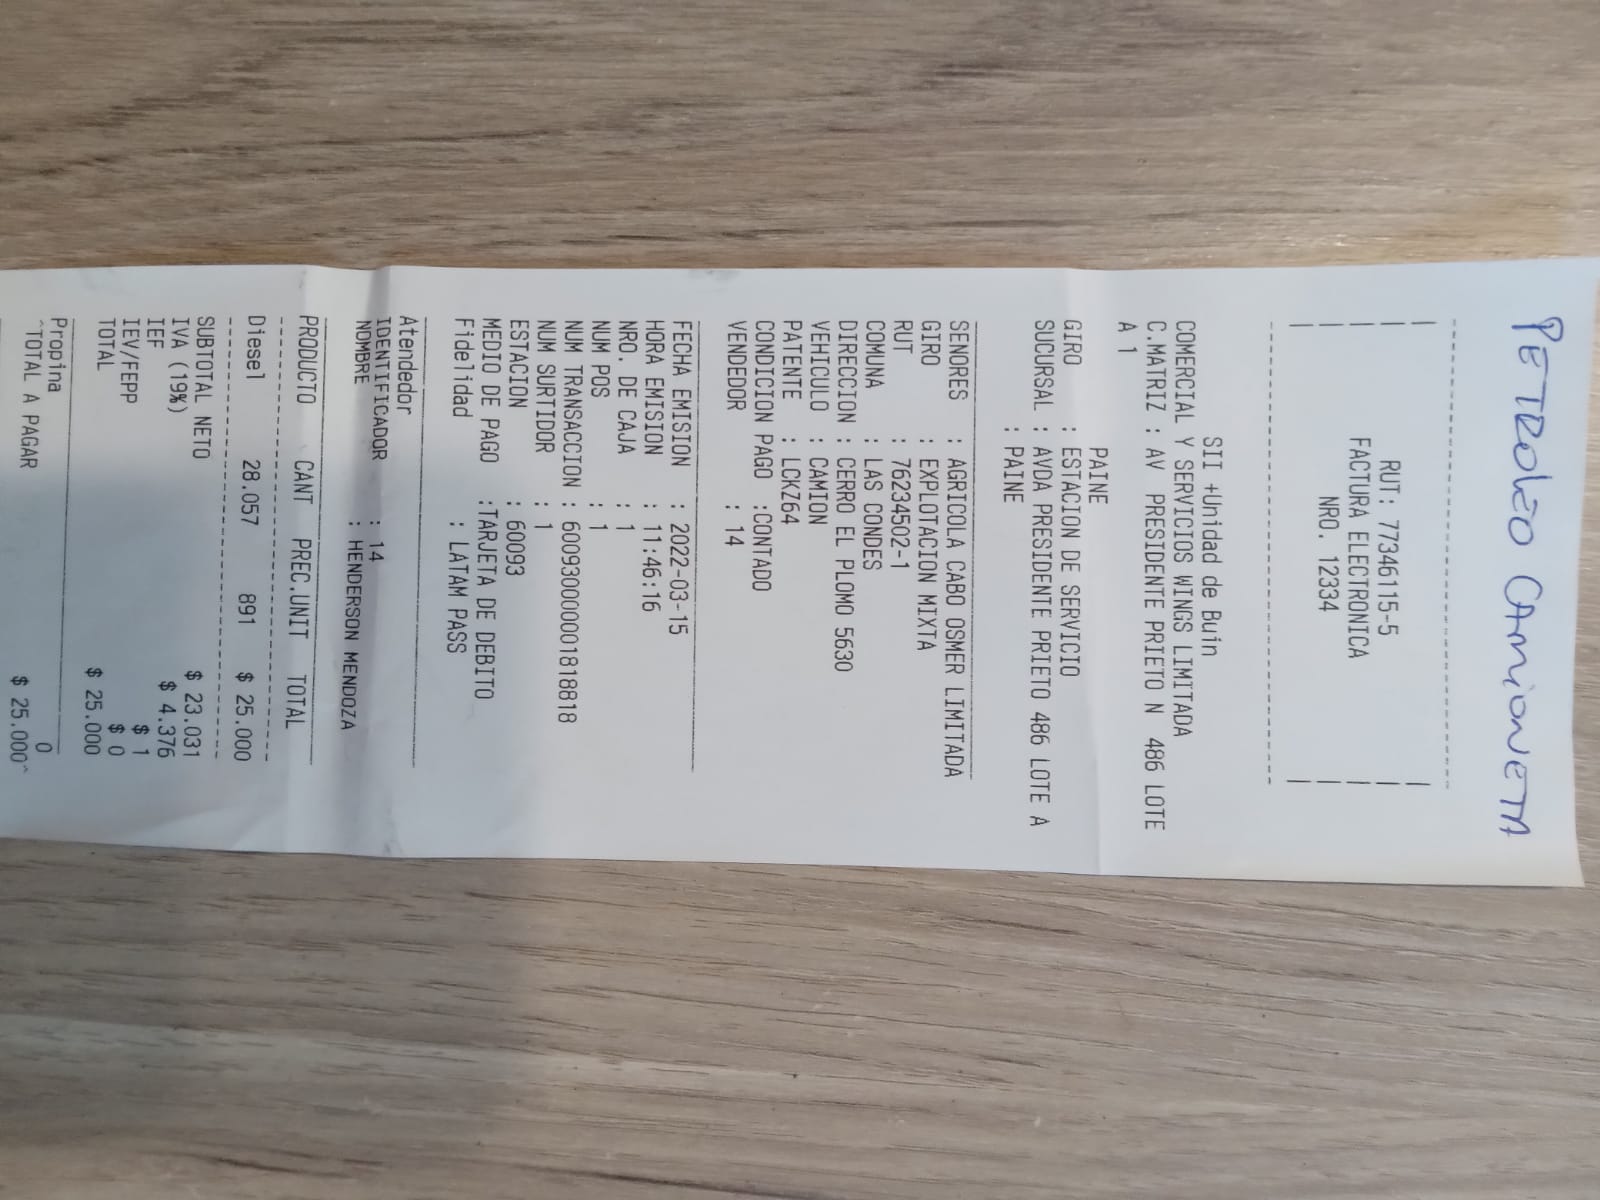 PETROLEO CAMIONETA
RUT: 77346115-5
FACTURA ELECTRONICA
NRO. 12334
SII +Unidad de Buin
COMERCIAL Y SERVICIOS WINGS LIMITADA
C.MATRIZ : AV PRESIDENTE PRIETO N 486 LOTE
A 1
PAINE
GIRO : ESTACION DE SERVICIO
SUCURSAL : AVDA PRESIDENTE PRIETO 486 LOTE A
: PAINE
SENORES : AGRICOLA CABO OSMER LIMITADA
GIRO : EXPLOTACION MIXTA
RUT : 76234502-1
COMUNA : LAS CONDES
DIRECCION : CERRO EL PLOMO 5630
VEHICULO : CAMION
PATENTE : LCKZ64
CONDICION PAGO :CONTADO
VENDEDOR : 14
FECHA EMISION : 2022-03-15
HORA EMISION : 11:46:16
NRO. DE CAJA : 1
NUM POS : 1
NUM TRANSACCION : 6009300000001818818
NUM SURTIDOR : 1
ESTACION : 60093
MEDIO DE PAGO :TARJETA DE DEBITO
Fidelidad : LATAM PASS
Atendedor
IDENTIFICADOR : 14
NOMBRE : HENDERSON MENDOZA
PRODUCTO CANT PREC.UNIT TOTAL
Diesel 28.057 891 $ 25.000
SUBTOTAL NETO $ 23.031
IVA (19%) $ 4.376
IEF $ 1
IEV/FEPP $ 0
TOTAL $ 25.000
Propina 0
^TOTAL A PAGAR $ 25.000^